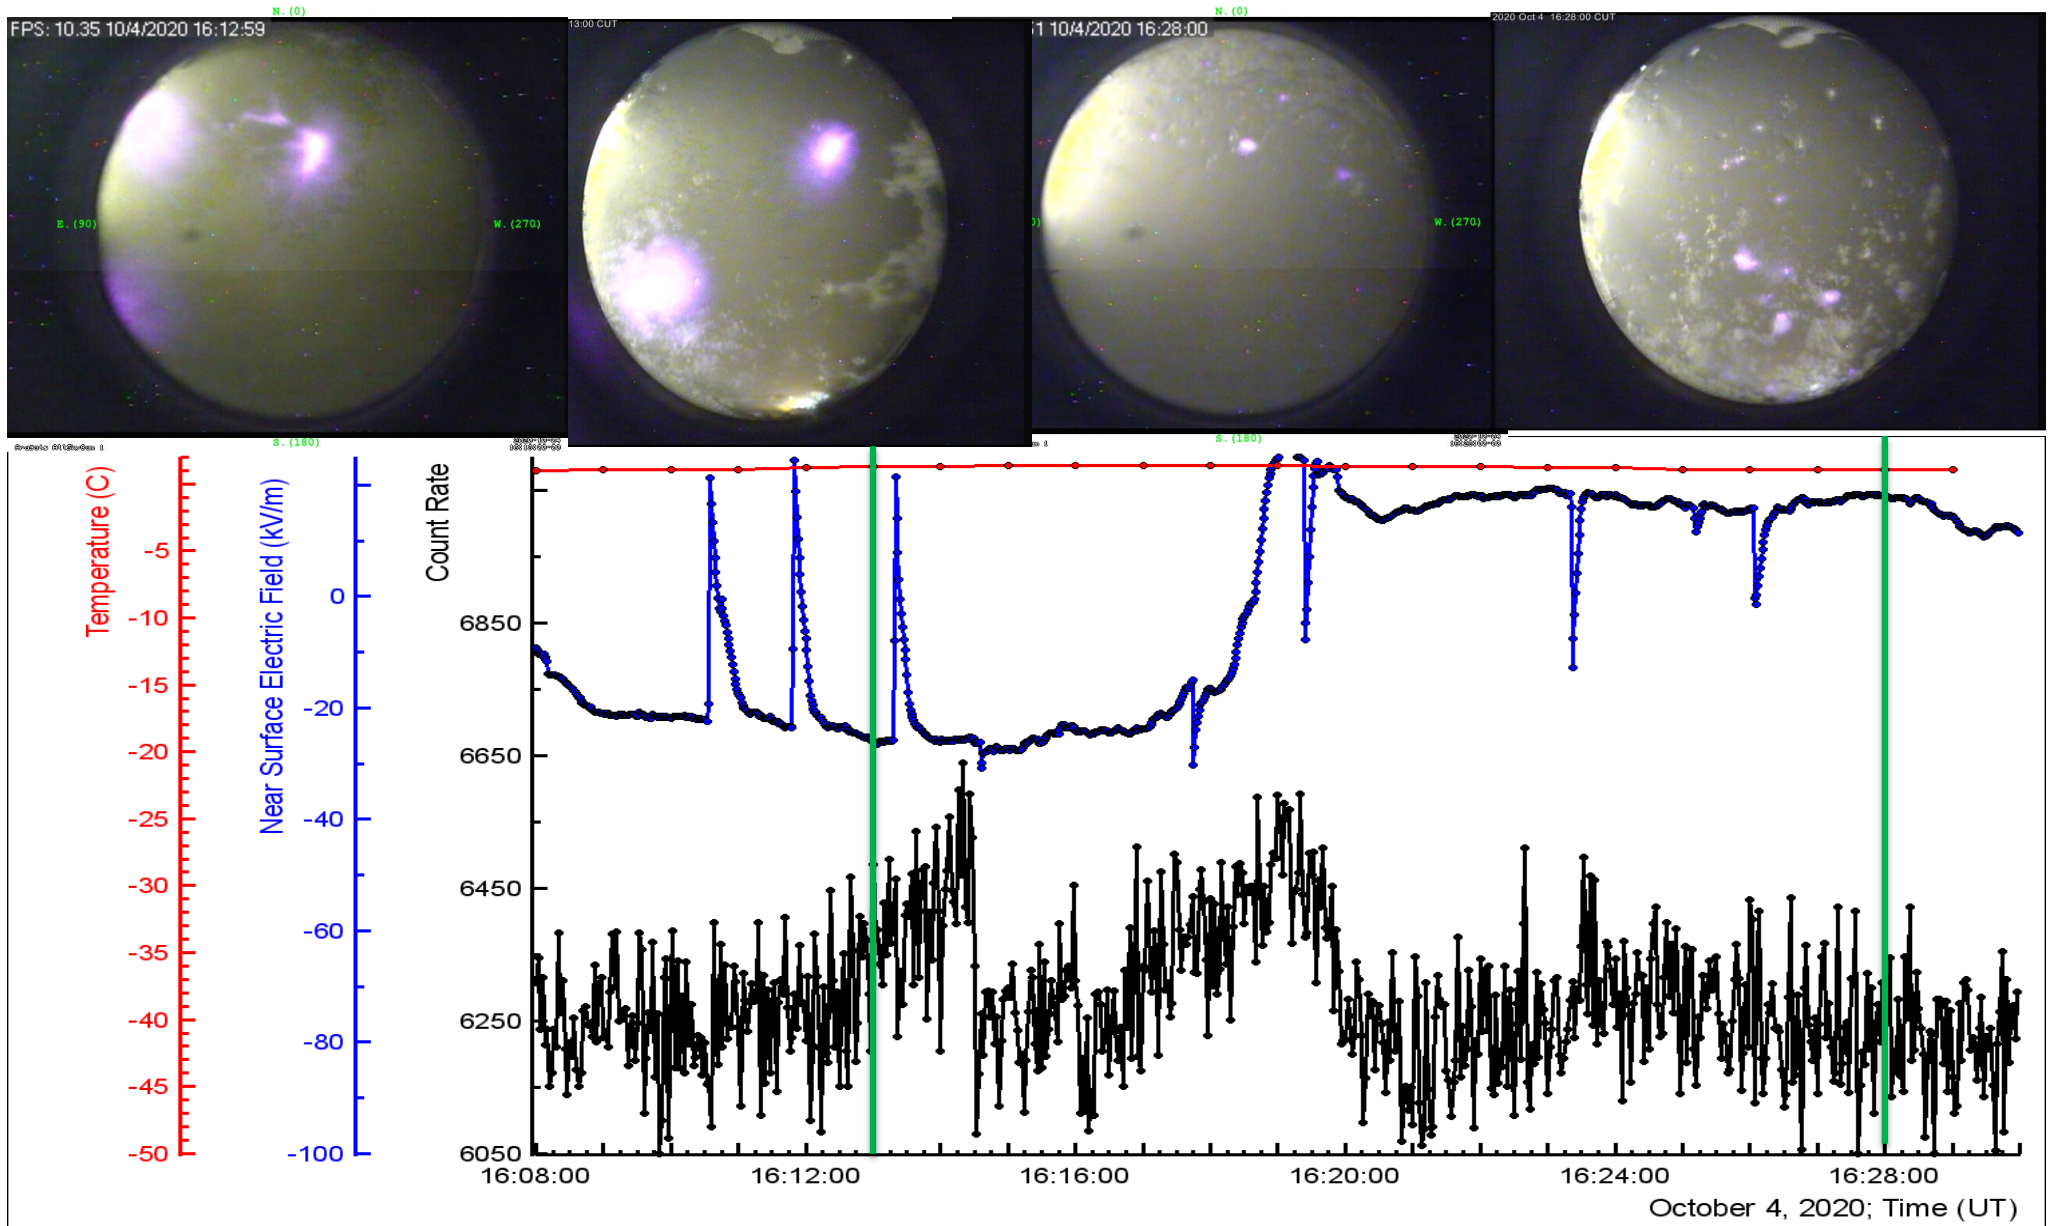 N.(0)
N.(0)
FPS: 10.35 10/4/2020 16:12:59
13:00 CUT
1 10/4/2020 16:28:00
2020 Oct 4 16:28:00 CUT
E.(90)
W.(270)
)
W.(270)
S.(180)
S.(180)
Temperature (C)
Near Surface Electric Field (kV/m)
Count Rate
-5
-10
-15
-20
-25
-30
-35
-40
-45
-50
0
-20
-40
-60
-80
-100
6850
6650
6450
6250
6050
16:08:00 16:12:00 16:16:00 16:20:00 16:24:00 16:28:00
October 4, 2020; Time (UT)